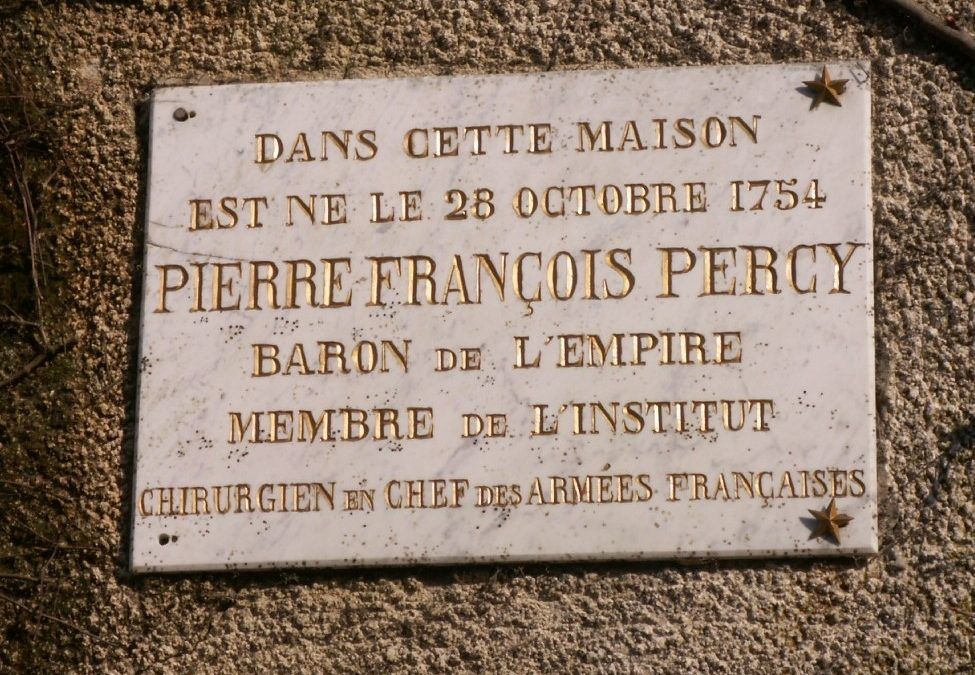 DANS CETTE MAISON
EST NE LE 28 OCTOBRE 1754
PIERRE-FRANÇOIS PERCY
BARON DE L'EMPIRE
MEMBRE DE L'INSTITUT
CHIRURGIEN EN CHEF DES ARMÉES FRANÇAISES